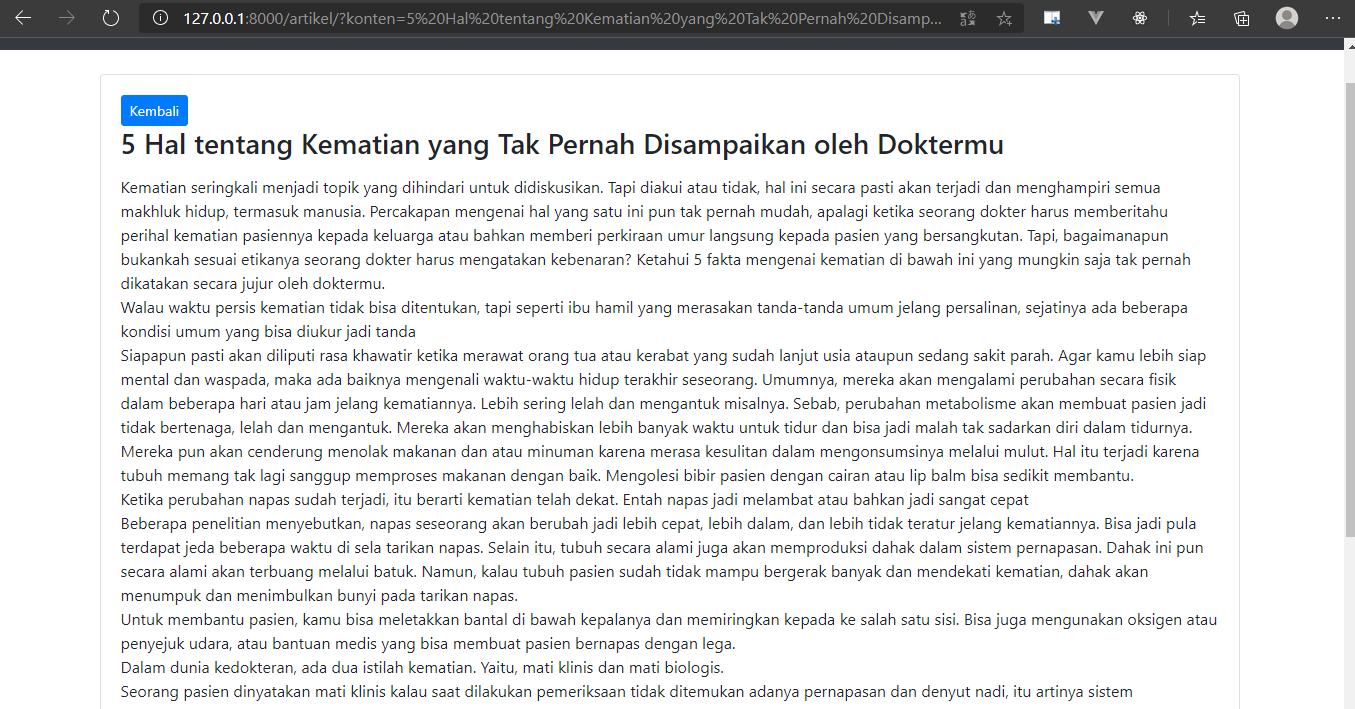 127.0.0.1:8000/artikel/?konten=5%20Hal%20tentang%20Kematian%20yang%20Tak%20Pernah%20Disamp...
Kembali
5 Hal tentang Kematian yang Tak Pernah Disampaikan oleh Doktermu
Kematian seringkali menjadi topik yang dihindari untuk didiskusikan. Tapi diakui atau tidak, hal ini secara pasti akan terjadi dan menghampiri semua
makhluk hidup, termasuk manusia. Percakapan mengenai hal yang satu ini pun tak pernah mudah, apalagi ketika seorang dokter harus memberitahu
perihal kematian pasiennya kepada keluarga atau bahkan memberi perkiraan umur langsung kepada pasien yang bersangkutan. Tapi, bagaimanapun
bukankah sesuai etikanya seorang dokter harus mengatakan kebenaran? Ketahui 5 fakta mengenai kematian di bawah ini yang mungkin saja tak pernah
dikatakan secara jujur oleh doktermu.
Walau waktu persis kematian tidak bisa ditentukan, tapi seperti ibu hamil yang merasakan tanda-tanda umum jelang persalinan, sejatinya ada beberapa
kondisi umum yang bisa diukur jadi tanda
Siapapun pasti akan diliputi rasa khawatir ketika merawat orang tua atau kerabat yang sudah lanjut usia ataupun sedang sakit parah. Agar kamu lebih siap
mental dan waspada, maka ada baiknya mengenali waktu-waktu hidup terakhir seseorang. Umumnya, mereka akan mengalami perubahan secara fisik
dalam beberapa hari atau jam jelang kematiannya. Lebih sering lelah dan mengantuk misalnya. Sebab, perubahan metabolisme akan membuat pasien jadi
tidak bertenaga, lelah dan mengantuk. Mereka akan menghabiskan lebih banyak waktu untuk tidur dan bisa jadi malah tak sadarkan diri dalam tidurnya.
Mereka pun akan cenderung menolak makanan dan atau minuman karena merasa kesulitan dalam mengonsumsinya melalui mulut. Hal itu terjadi karena
tubuh memang tak lagi sanggup memproses makanan dengan baik. Mengolesi bibir pasien dengan cairan atau lip balm bisa sedikit membantu.
Ketika perubahan napas sudah terjadi, itu berarti kematian telah dekat. Entah napas jadi melambat atau bahkan jadi sangat cepat
Beberapa penelitian menyebutkan, napas seseorang akan berubah jadi lebih cepat, lebih dalam, dan lebih tidak teratur jelang kematiannya. Bisa jadi pula
terdapat jeda beberapa waktu di sela tarikan napas. Selain itu, tubuh secara alami juga akan memproduksi dahak dalam sistem pernapasan. Dahak ini pun
secara alami akan terbuang melalui batuk. Namun, kalau tubuh pasien sudah tidak mampu bergerak banyak dan mendekati kematian, dahak akan
menumpuk dan menimbulkan bunyi pada tarikan napas.
Untuk membantu pasien, kamu bisa meletakkan bantal di bawah kepalanya dan memiringkan kepada ke salah satu sisi. Bisa juga mengunakan oksigen atau
penyejuk udara, atau bantuan medis yang bisa membuat pasien bernapas dengan lega.
Dalam dunia kedokteran, ada dua istilah kematian. Yaitu, mati klinis dan mati biologis.
Seorang pasien dinyatakan mati klinis kalau saat dilakukan pemeriksaan tidak ditemukan adanya pernapasan dan denyut nadi, itu artinya sistem